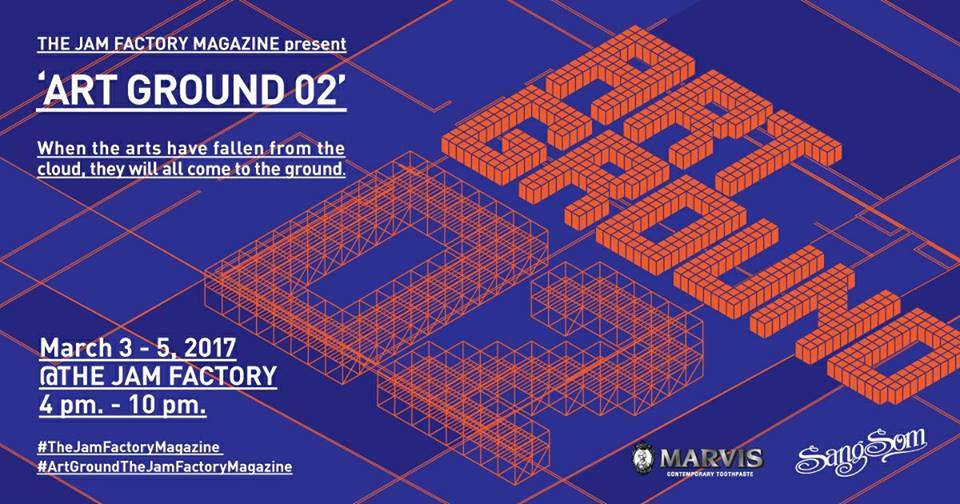 THE JAM FACTORY MAGAZINE present
'ART GROUND 02'
When the arts have fallen from the
cloud, they will all come to the ground.
ART
GROUND
02
March 3 - 5, 2017
@THE JAM FACTORY
4 pm. - 10 pm.
#TheJamFactoryMagazine
#ArtGroundTheJamFactoryMagazine
MARVIS
CONTEMPORARY TOOTHPASTE
SangSom